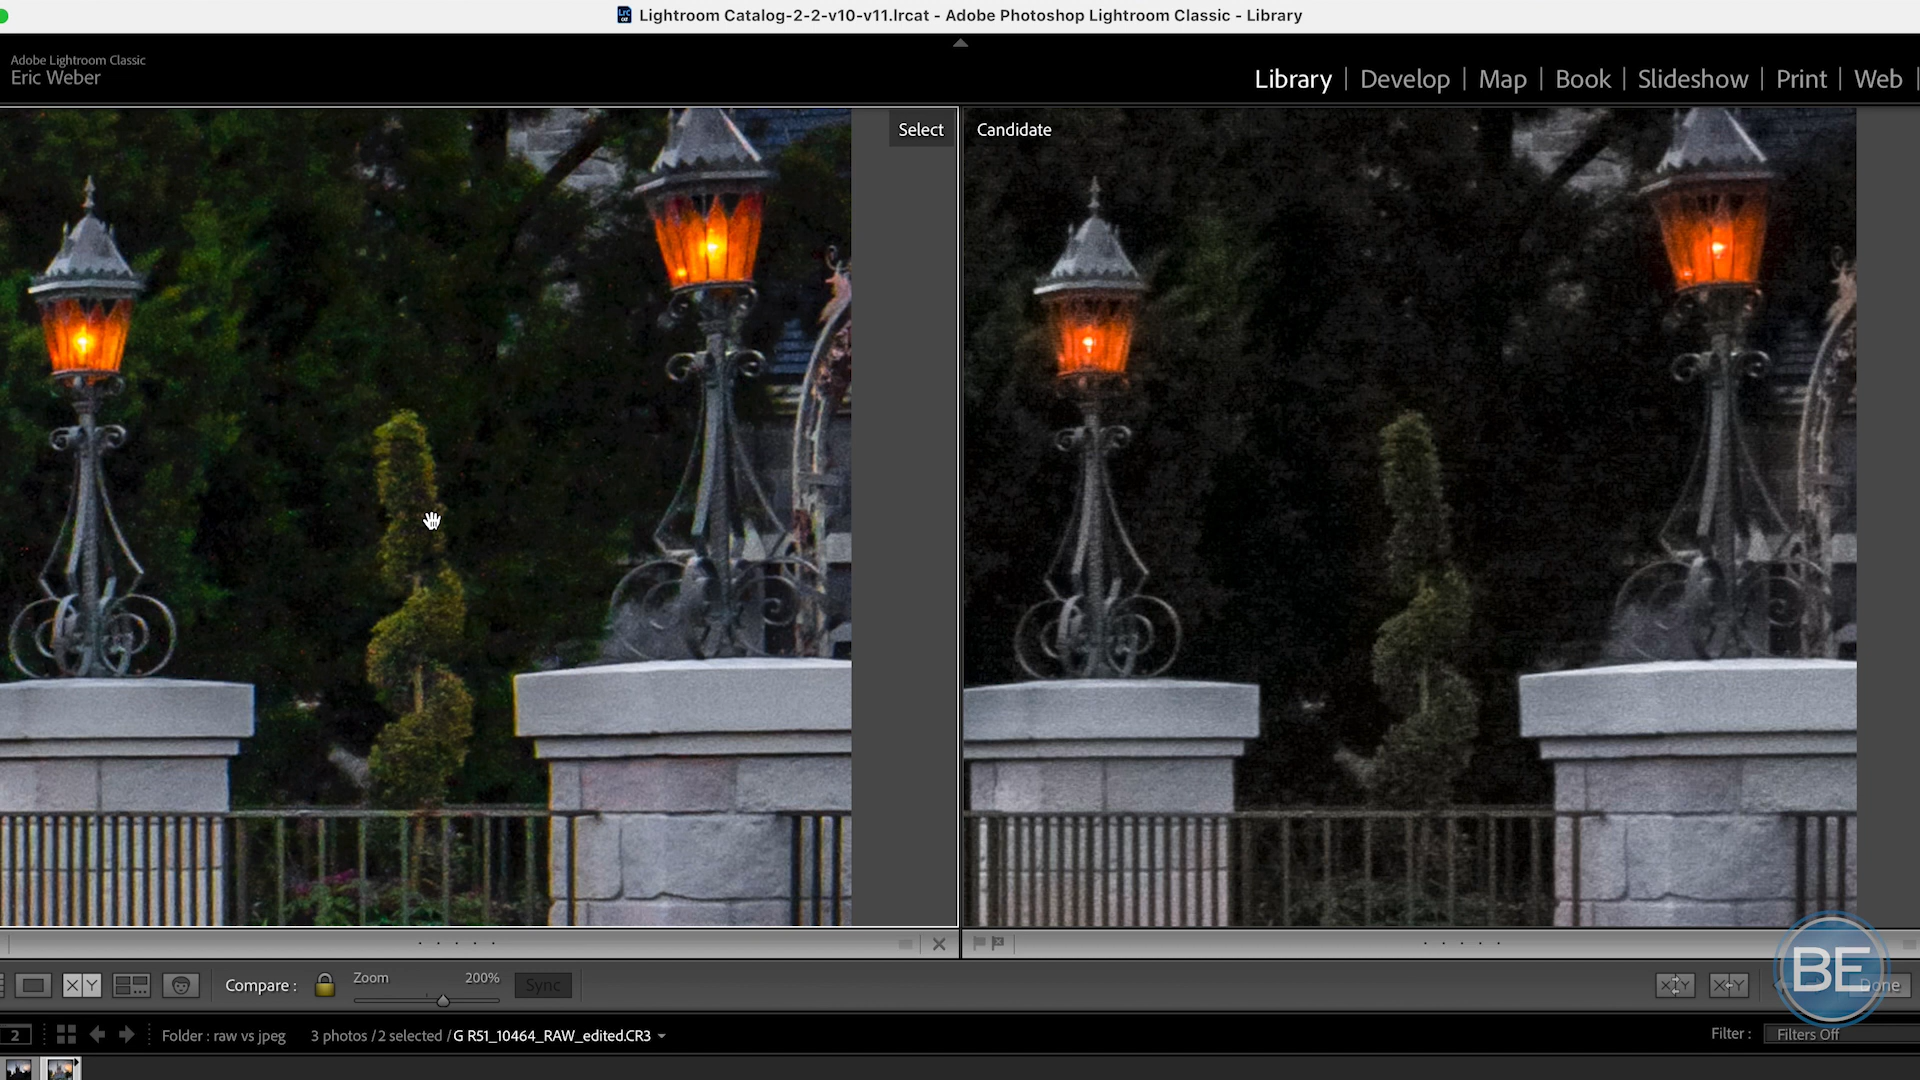 Lightroom Catalog-2-2-v10-v11.lrcat - Adobe Photoshop Lightroom Classic - Library
Adobe Lightroom Classic
Eric Weber
Library | Develop | Map | Book | Slideshow | Print | Web
Select
Candidate
XY
Compare :
Zoom
200%
Sync
X Y
X Y
Done
BE
2
Folder : raw vs jpeg
3 photos / 2 selected / G R51_10464_RAW_edited.CR3
Filter :
Filters Off